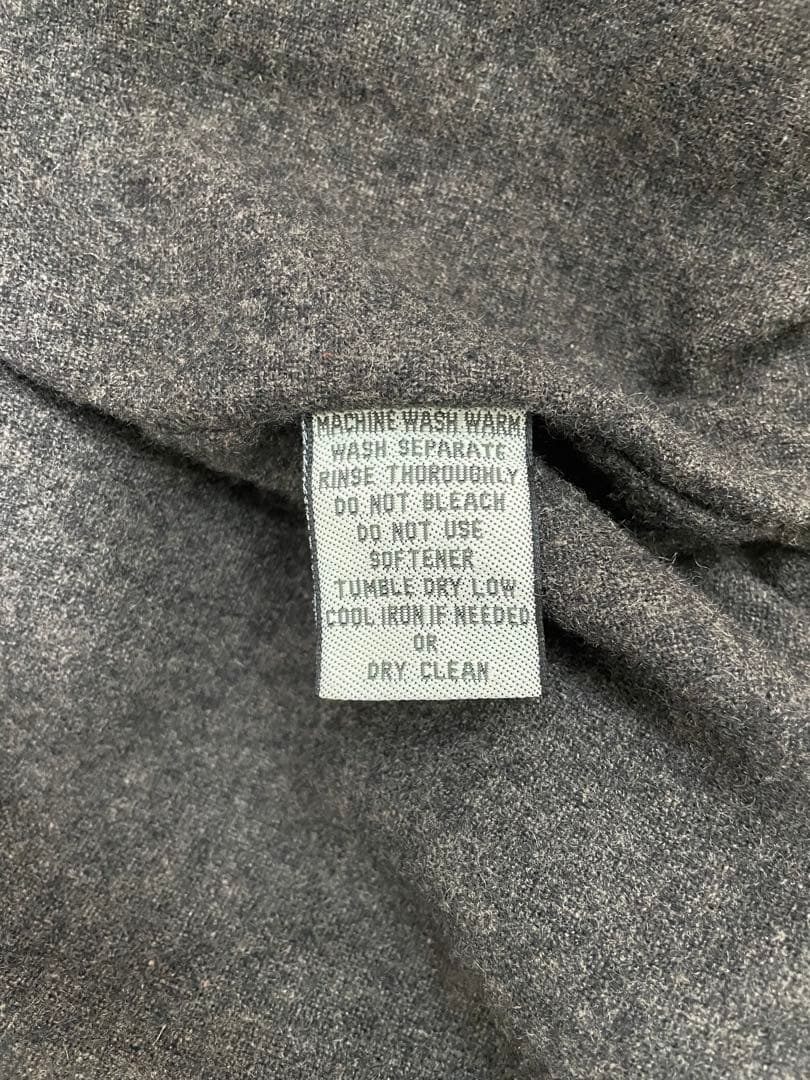 MACHINE WASH WARM
WASH SEPARATE
RINSE THOROUGHLY
DO NOT BLEACH
DO NOT USE
SOFTENER
TUMBLE DRY LOW
COOL IRON IF NEEDED
OR
DRY CLEAN